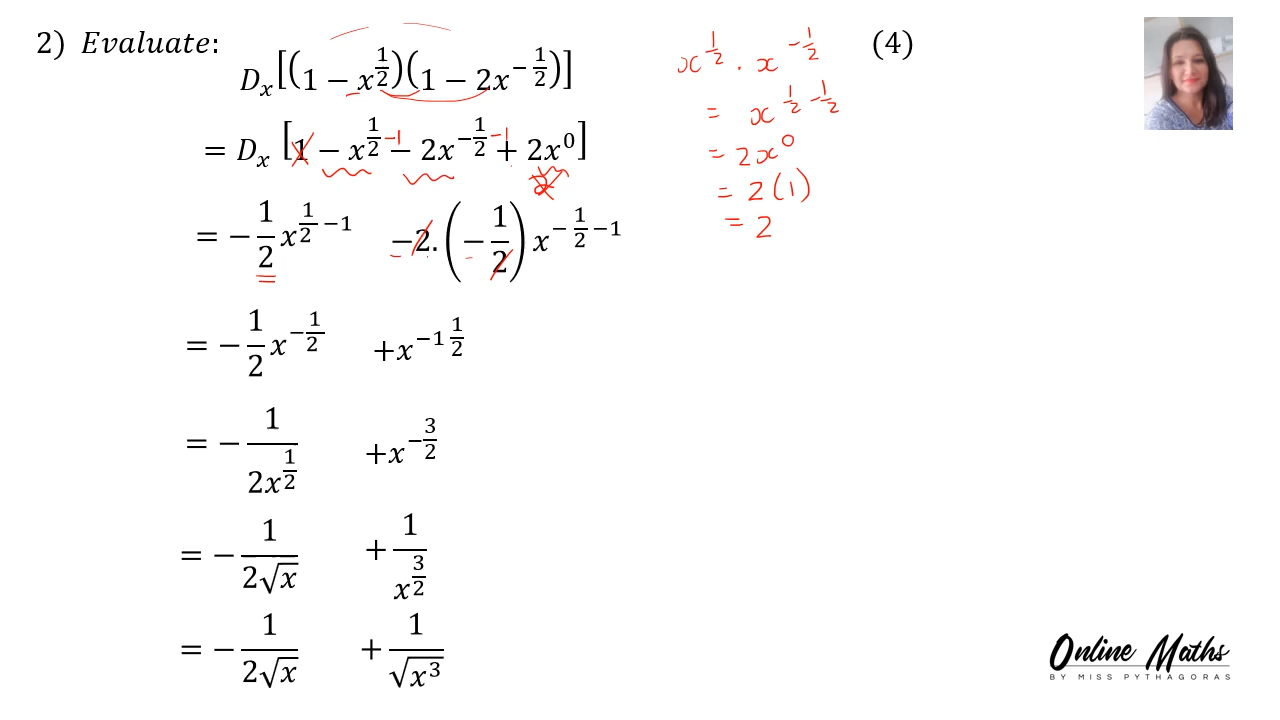 2) Evaluate: (4)
D_x[(1 − x^{1/2})(1 − 2x^{−1/2})]
= D_x [1 − x^{1/2} − 2x^{−1/2} + 2x^0]
−1 −1
2
= −1/2 x^{1/2 −1} −2.(−1/2) x^{−1/2 −1}
= −1/2 x^{−1/2} +x^{−1 1/2}
= −1/(2x^{1/2}) +x^{−3/2}
= −1/(2√x) +1/x^{3/2}
= −1/(2√x) +1/√(x^3)
x^{1/2} . x^{−1/2}
= x^{1/2 −1/2}
= 2x^0
= 2(1)
= 2
Online Maths
BY MISS PYTHAGORAS